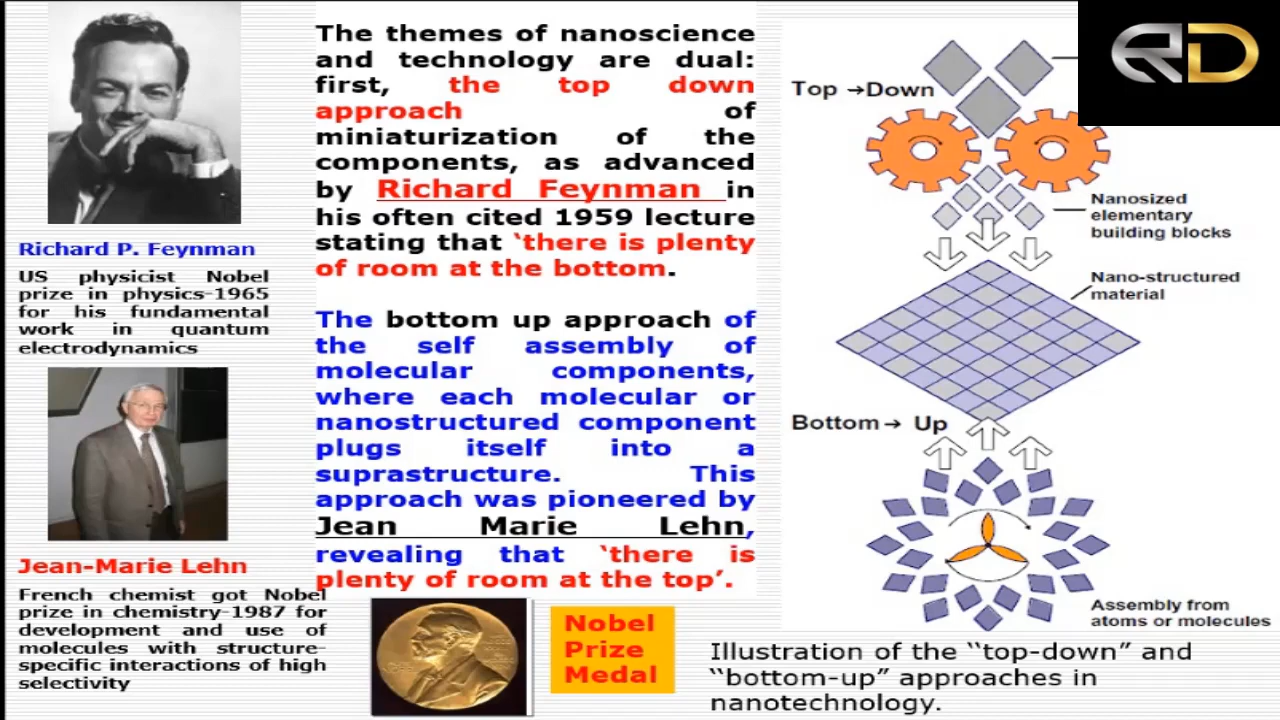 Richard P. Feynman
US physicist Nobel
prize in physics-1965
for his fundamental
work in quantum
electrodynamics
Jean-Marie Lehn
French chemist got Nobel
prize in chemistry-1987 for
development and use of
molecules with structure-
specific interactions of high
selectivity
The themes of nanoscience
and technology are dual:
first, the top down
approach of
miniaturization of the
components, as advanced
by Richard Feynman in
his often cited 1959 lecture
stating that ‘there is plenty
of room at the bottom.
The bottom up approach of
the self assembly of
molecular components,
where each molecular or
nanostructured component
plugs itself into a
suprastructure. This
approach was pioneered by
Jean Marie Lehn,
revealing that ‘there is
plenty of room at the top’.
Nobel
Prize
Medal
RD
Top →Down
Nanosized
elementary
building blocks
Nano-structured
material
Bottom→ Up
Assembly from
atoms or molecules
Illustration of the ‘‘top-down” and
‘‘bottom-up” approaches in
nanotechnology.